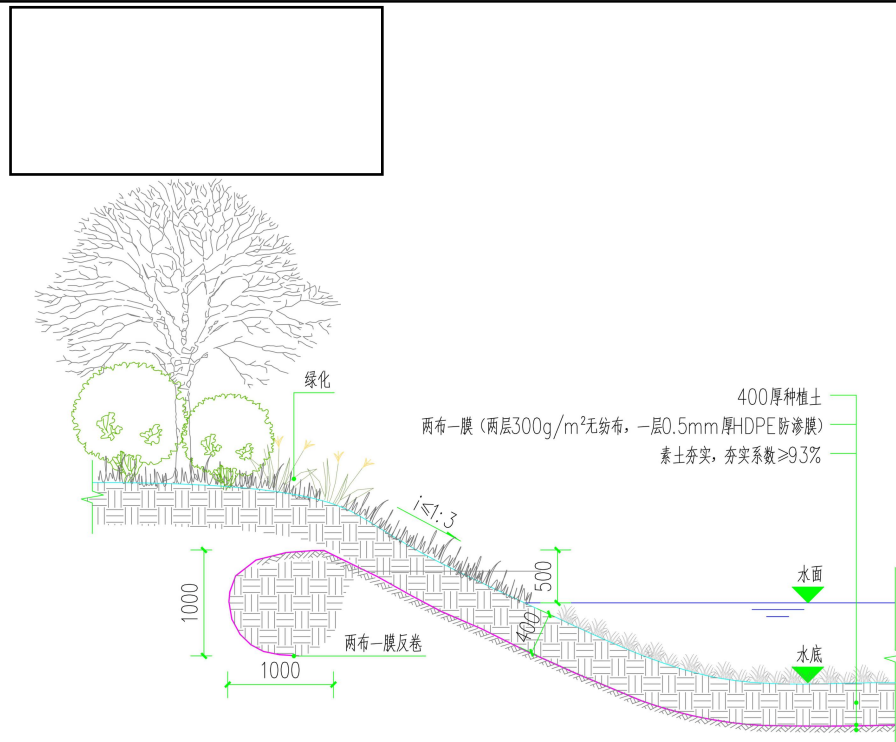 绿化
400厚种植土
两布一膜（两层300g/m²无纺布，一层0.5mm厚HDPE防渗膜）
素土夯实，夯实系数≥93%
i≤1:3
500
水面
1000
400
两布一膜反卷
水底
1000